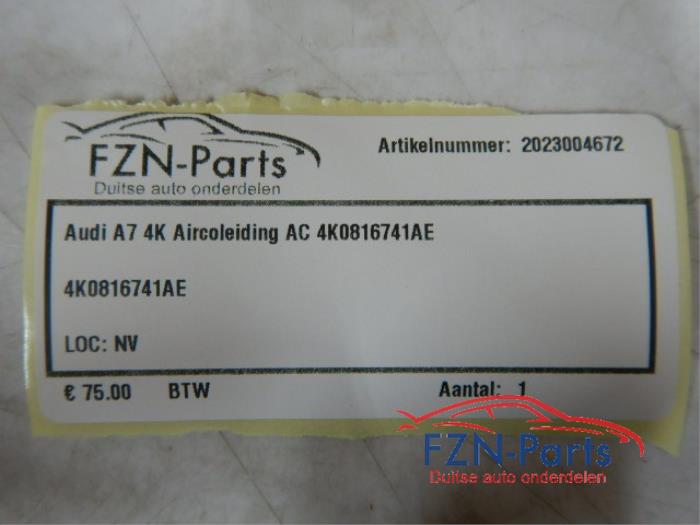 FZN-Parts
Duitse auto onderdelen
Artikelnummer: 2023004672
Audi A7 4K Aircoleiding AC 4K0816741AE
4K0816741AE
LOC: NV
€ 75.00 BTW Aantal: 1
FZN-Parts
Duitse auto onderdelen